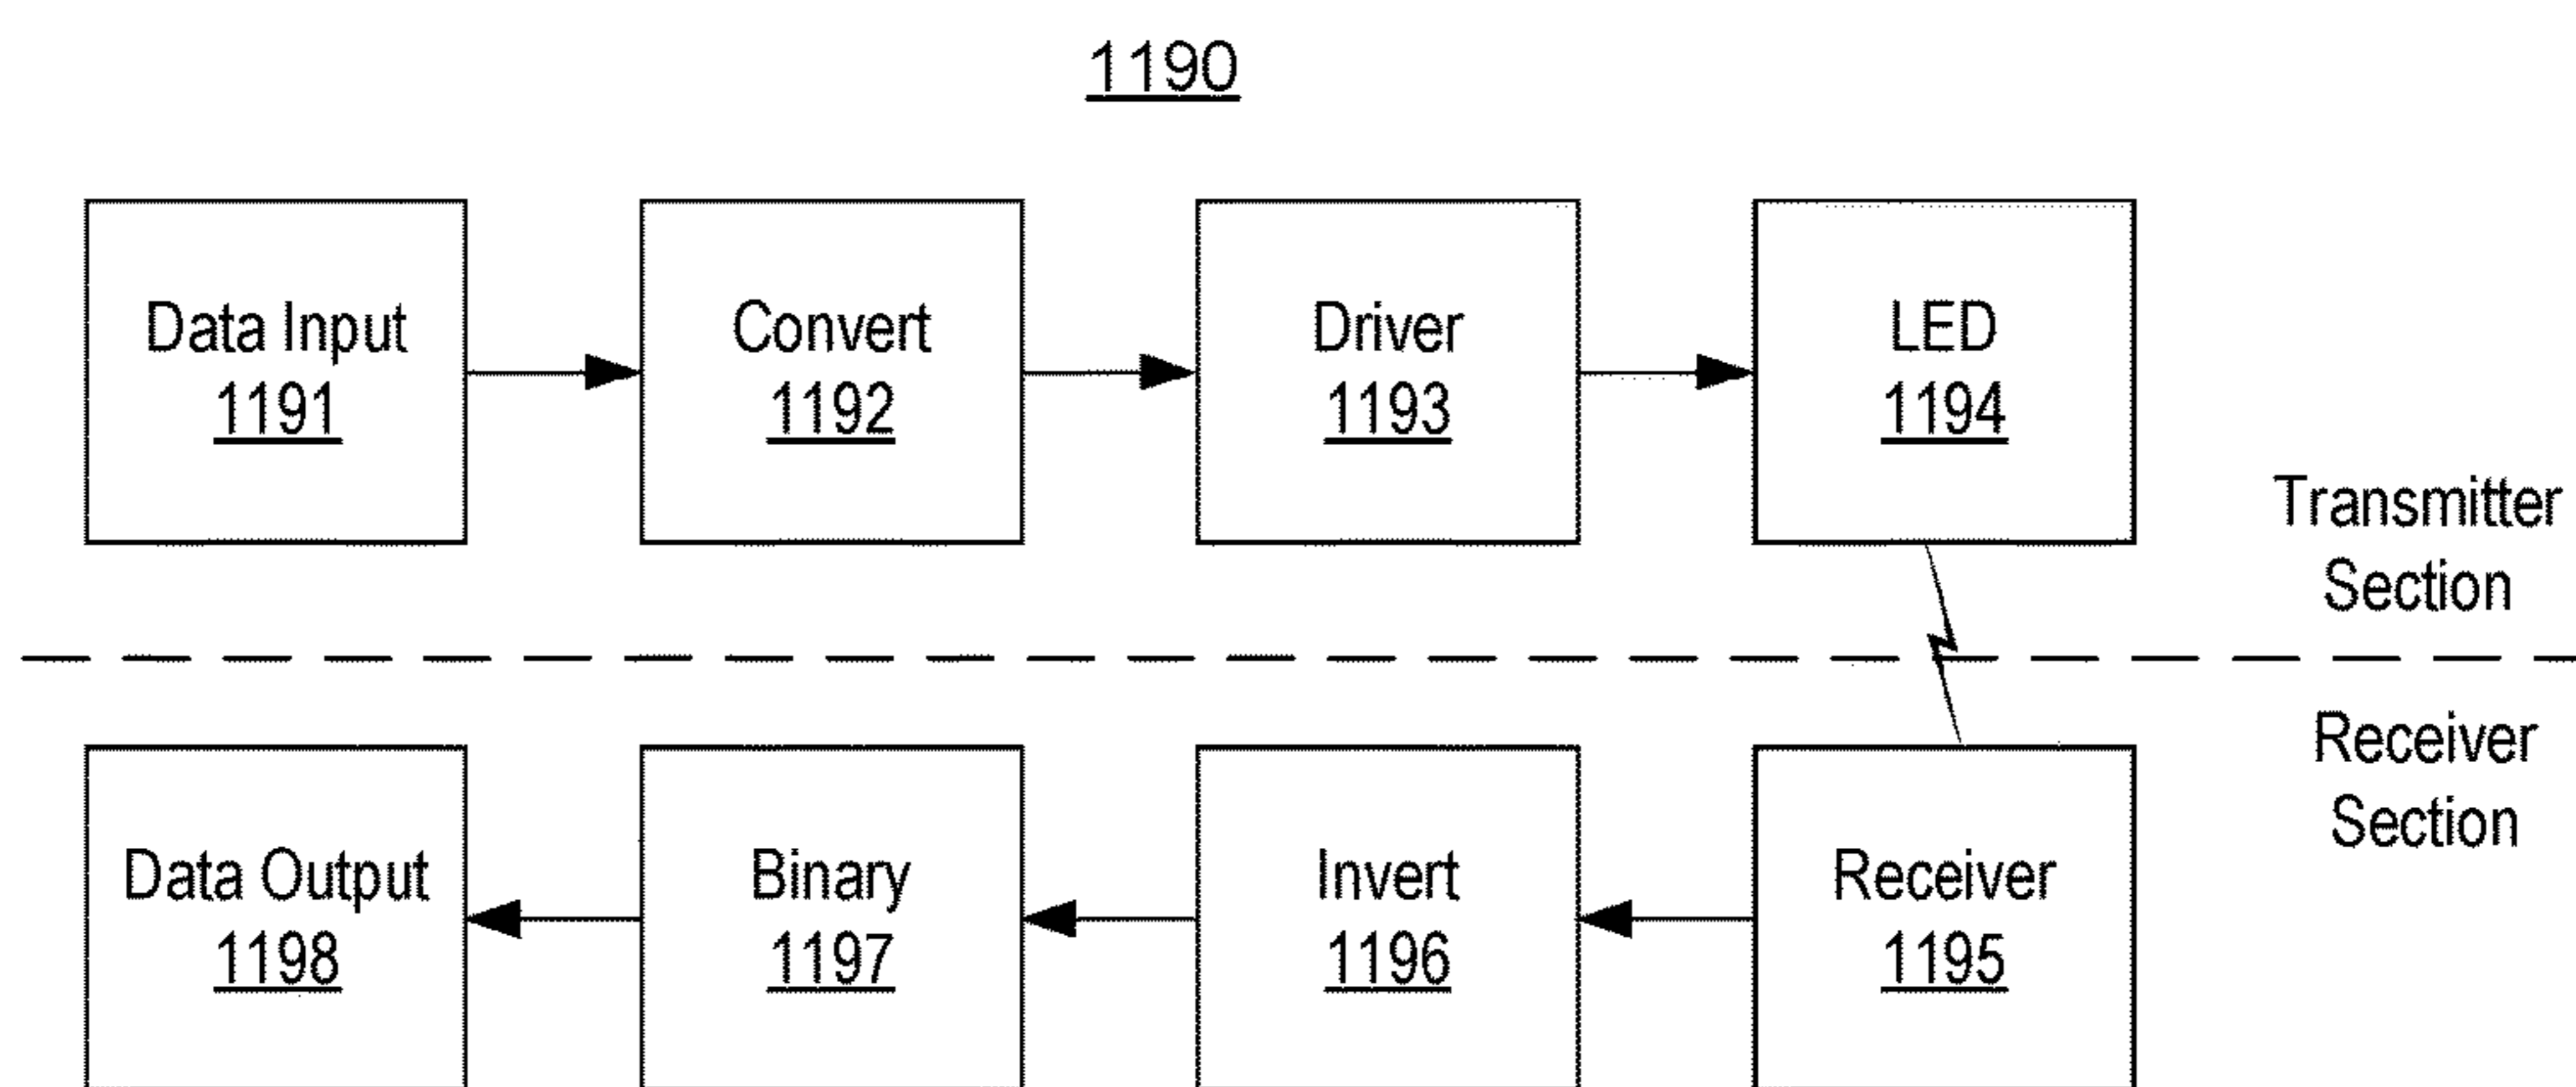 1190
Data Input
1191
Convert
1192
Driver
1193
LED
1194
Transmitter
Section
Receiver
Section
Data Output
1198
Binary
1197
Invert
1196
Receiver
1195